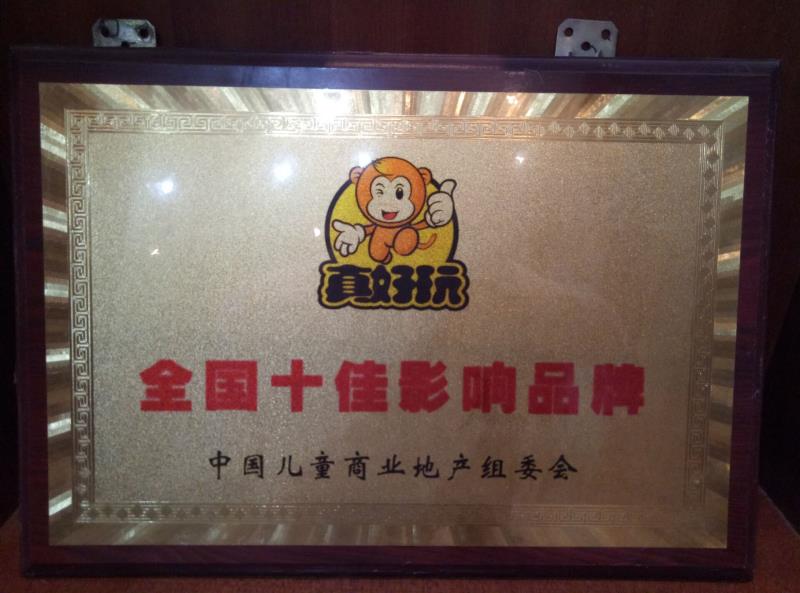 真好玩
全国十佳影响品牌
中国儿童商业地产组委会